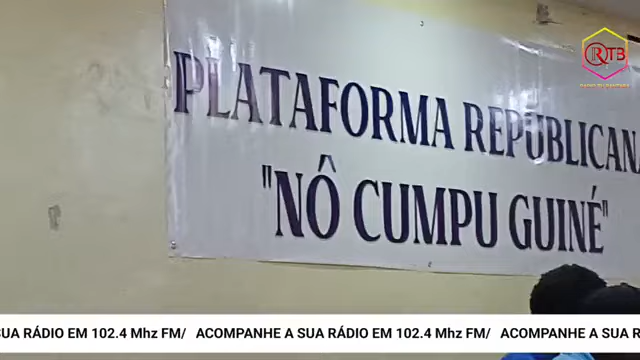 RTB
PLATAFORMA REPUBLICANA
"NÔ CUMPU GUINÉ"
SUA RÁDIO EM 102.4 Mhz FM/ ACOMPANHE A SUA RÁDIO EM 102.4 Mhz FM/ ACOMPANHE A SUA R